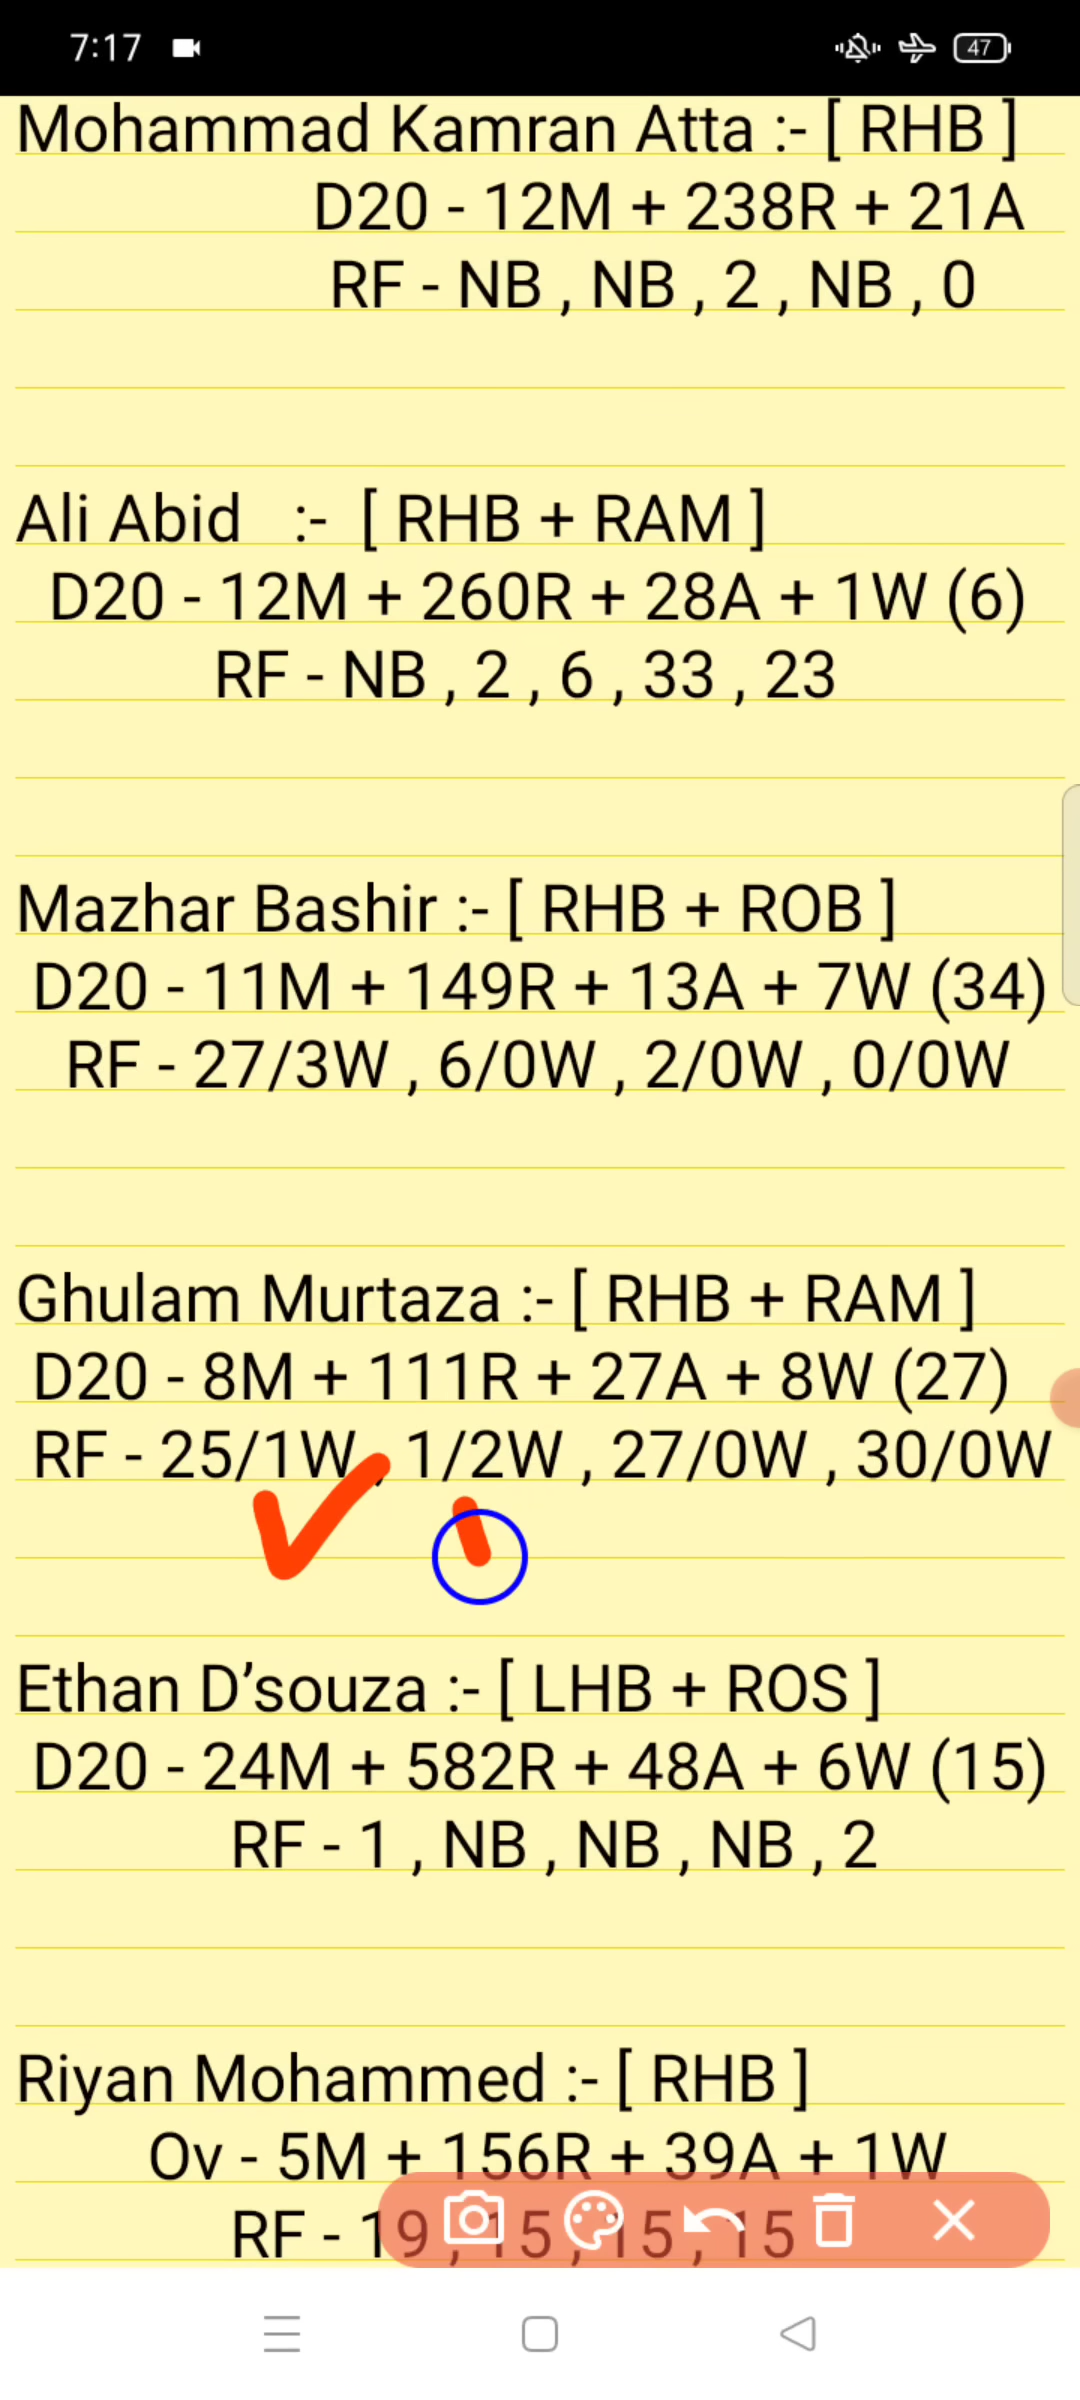 7:17
47
Mohammad Kamran Atta :- [ RHB ]
D20 - 12M + 238R + 21A
RF - NB , NB , 2 , NB , 0
Ali Abid :- [ RHB + RAM ]
D20 - 12M + 260R + 28A + 1W (6)
RF - NB , 2 , 6 , 33 , 23
Mazhar Bashir :- [ RHB + ROB ]
D20 - 11M + 149R + 13A + 7W (34)
RF - 27/3W , 6/0W , 2/0W , 0/0W
Ghulam Murtaza :- [ RHB + RAM ]
D20 - 8M + 111R + 27A + 8W (27)
RF - 25/1W , 1/2W , 27/0W , 30/0W
Ethan D’souza :- [ LHB + ROS ]
D20 - 24M + 582R + 48A + 6W (15)
RF - 1 , NB , NB , NB , 2
Riyan Mohammed :- [ RHB ]
Ov - 5M + 156R + 39A + 1W
RF - 19 , 15 , 15 , 15